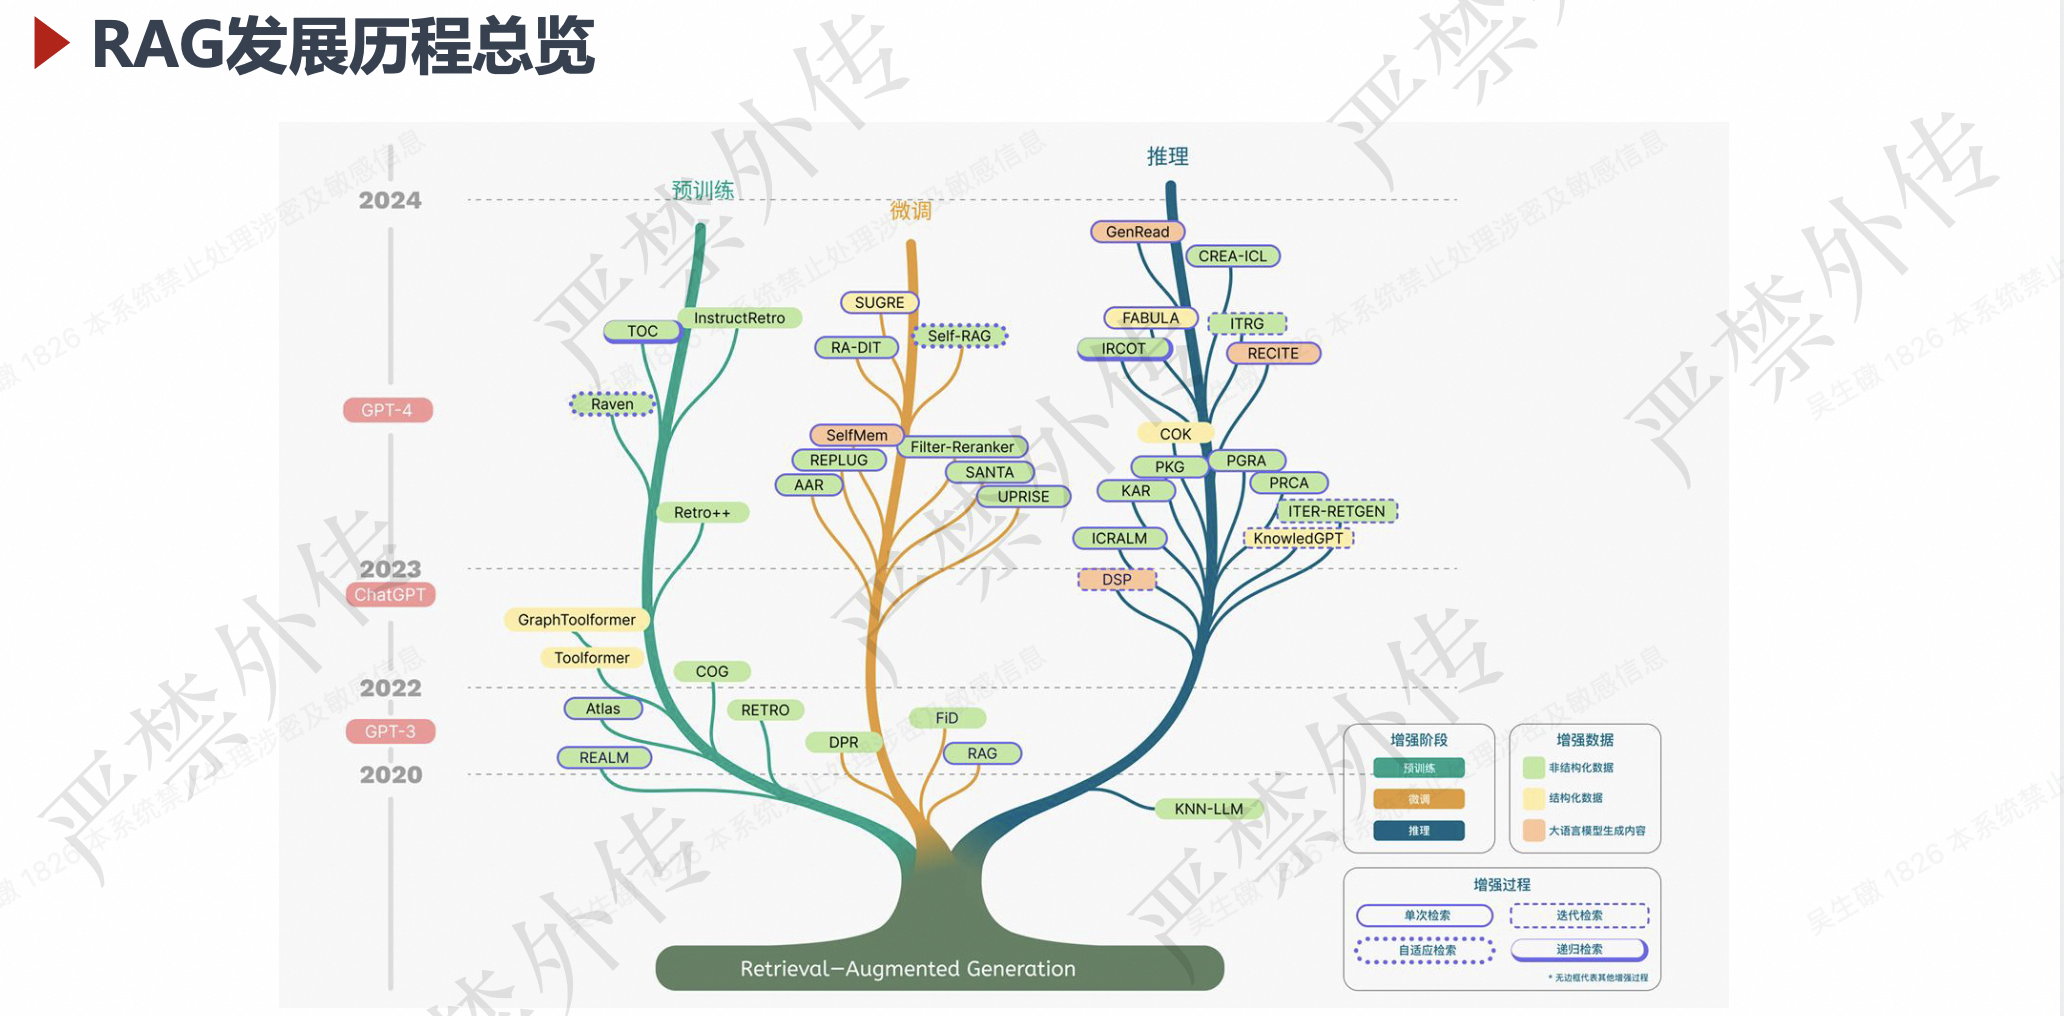 RAG发展历程总览
严禁外传
吴生礅 1826 本系统禁止处理涉密及敏感信息
推理
预训练
微调
2024
GenRead
CREA-ICL
SUGRE
InstructRetro
FABULA
ITRG
TOC
Self-RAG
RA-DIT
IRCOT
RECITE
Raven
GPT-4
SelfMem
COK
Filter-Reranker
REPLUG
PKG
PGRA
SANTA
AAR
KAR
PRCA
UPRISE
Retro++
ITER-RETGEN
ICRALM
KnowledGPT
2023
DSP
ChatGPT
GraphToolformer
Toolformer
COG
2022
Atlas
RETRO
FiD
GPT-3
DPR
RAG
REALM
2020
KNN-LLM
Retrieval—Augmented Generation
增强阶段
预训练
微调
推理
增强数据
非结构化数据
结构化数据
大语言模型生成内容
增强过程
单次检索
迭代检索
自适应检索
递归检索
* 无边框代表其他增强过程